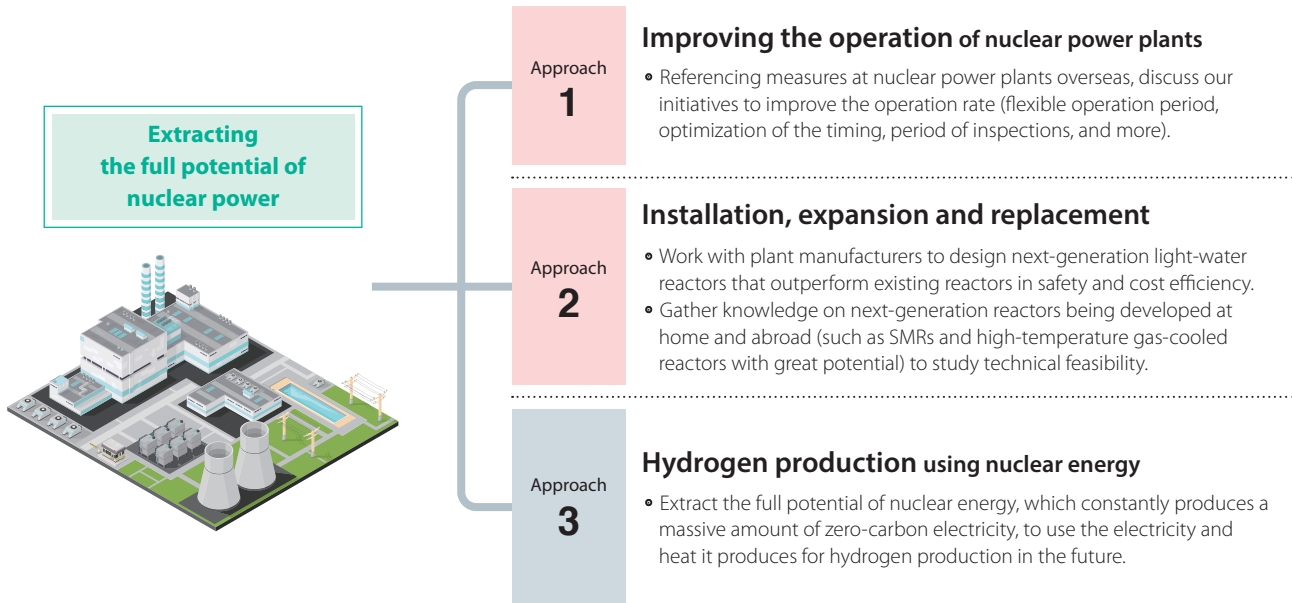 Extracting
the full potential of
nuclear power
Approach
1
Improving the operation of nuclear power plants
• Referencing measures at nuclear power plants overseas, discuss our
initiatives to improve the operation rate (flexible operation period,
optimization of the timing, period of inspections, and more).
Approach
2
Installation, expansion and replacement
• Work with plant manufacturers to design next-generation light-water
reactors that outperform existing reactors in safety and cost efficiency.
• Gather knowledge on next-generation reactors being developed at
home and abroad (such as SMRs and high-temperature gas-cooled
reactors with great potential) to study technical feasibility.
Approach
3
Hydrogen production using nuclear energy
• Extract the full potential of nuclear energy, which constantly produces a
massive amount of zero-carbon electricity, to use the electricity and
heat it produces for hydrogen production in the future.